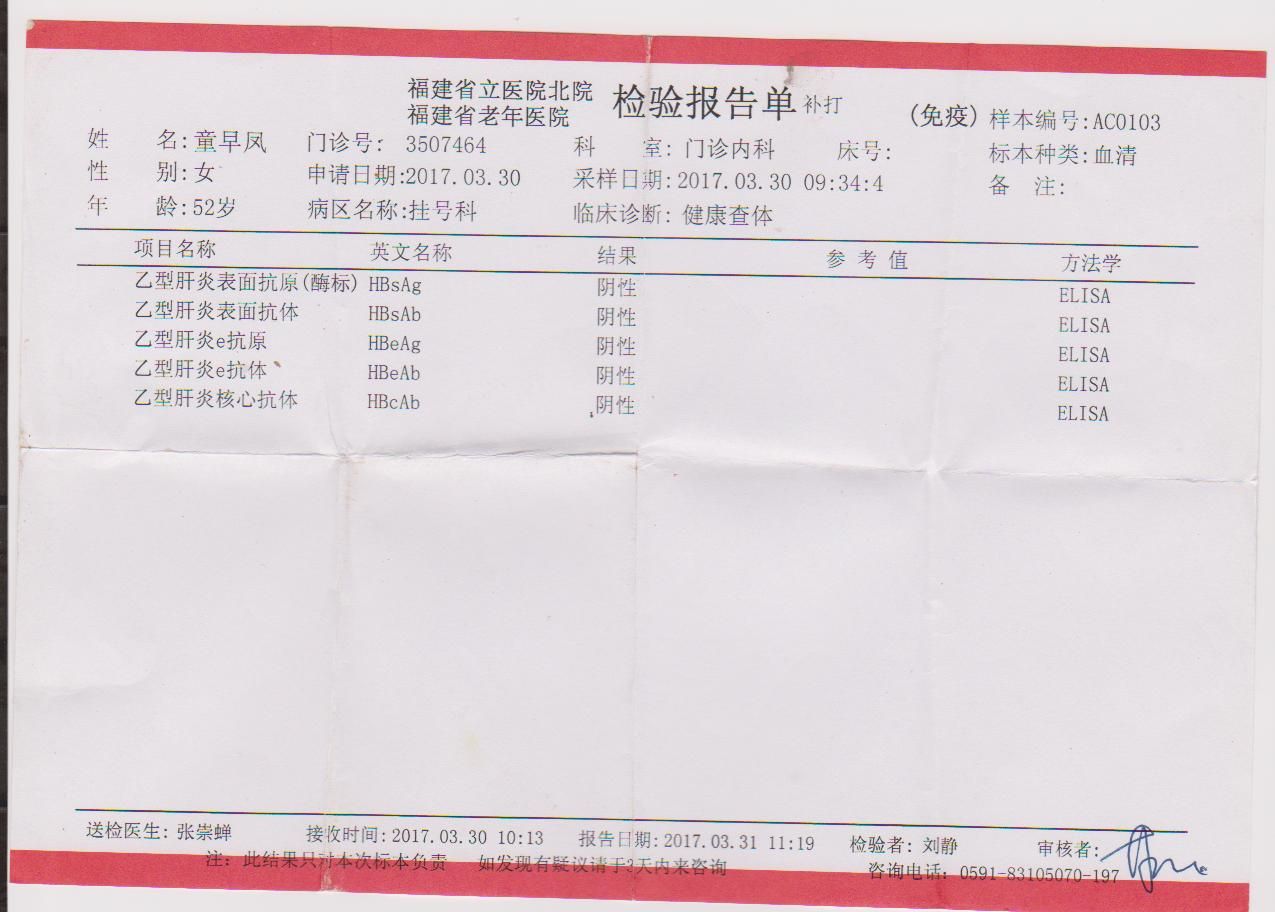 福建省立医院北院
福建省老年医院 检验报告单 补打 (免疫) 样本编号:AC0103
姓 名:童早凤 门诊号: 3507464 科 室: 门诊内科 床号: 标本种类:血清
性 别:女 申请日期:2017.03.30 采样日期:2017.03.30 09:34:4 备 注:
年 龄:52岁 病区名称:挂号科 临床诊断: 健康查体
项目名称 英文名称 结果 参 考 值 方法学
乙型肝炎表面抗原(酶标) HBsAg 阴性 ELISA
乙型肝炎表面抗体 HBsAb 阴性 ELISA
乙型肝炎e抗原 HBeAg 阴性 ELISA
乙型肝炎e抗体 HBeAb 阴性 ELISA
乙型肝炎核心抗体 HBcAb 阴性 ELISA
送检医生: 张崇蝉 接收时间:2017.03.30 10:13 报告日期:2017.03.31 11:19 检验者: 刘静 审核者:
注: 此结果只对本次标本负责 如发现有疑议请于3天内来咨询 咨询电话: 0591-83105070-197